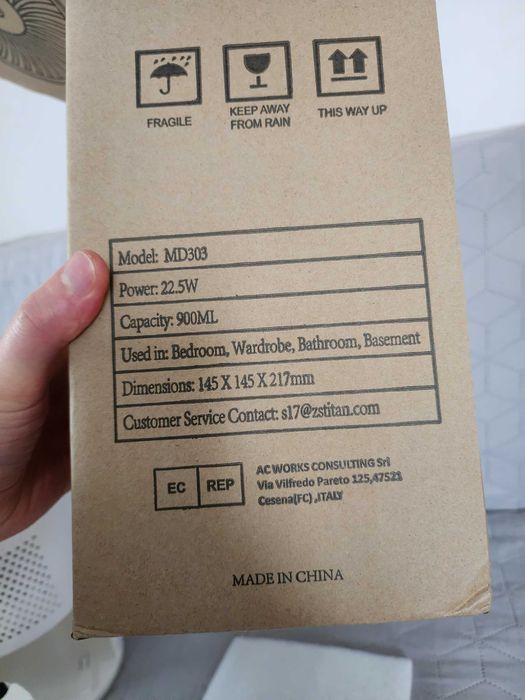 FRAGILE
KEEP AWAY
FROM RAIN
THIS WAY UP
Model: MD303
Power: 22.5W
Capacity: 900ML
Used in: Bedroom, Wardrobe, Bathroom, Basement
Dimensions: 145 X 145 X 217mm
Customer Service Contact: s17@zstitan.com
EC REP
AC WORKS CONSULTING Srl
Via Vilfredo Pareto 125,47521
Cesena(FC) ,ITALY
MADE IN CHINA